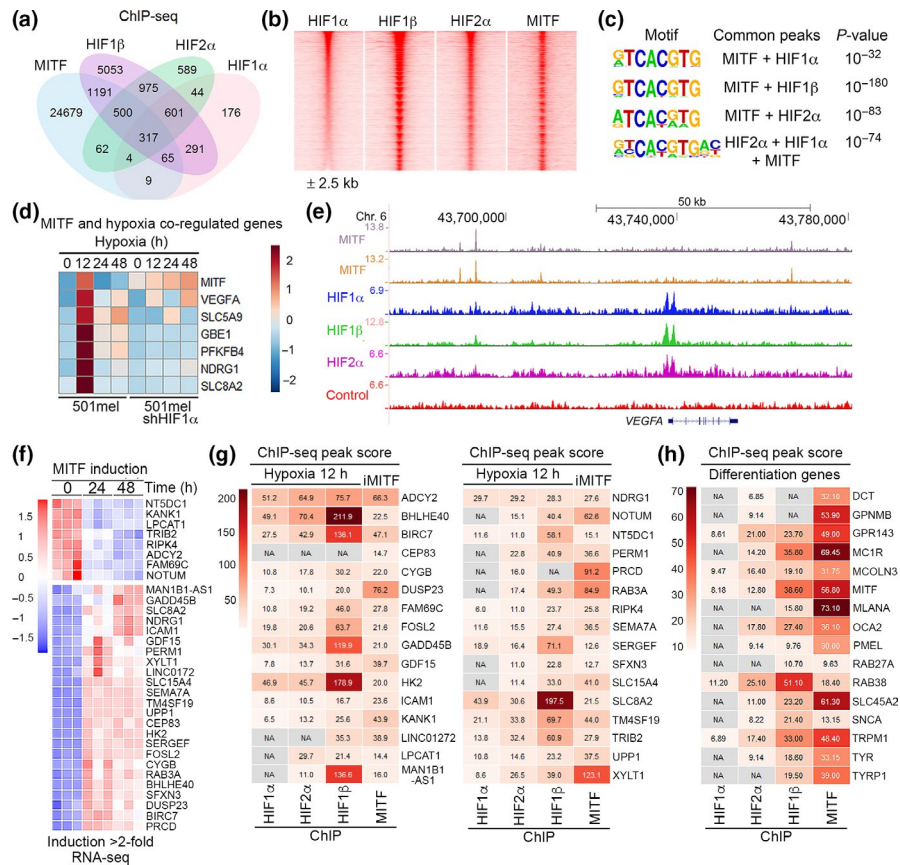 (a)
ChIP-seq
HIF1β
HIF2α
MITF
HIF1α
5053
589
1191
975
44
24679
500
601
176
317
62
4
65
291
9
(b)
HIF1α HIF1β HIF2α MITF
± 2.5 kb
(c)
Motif Common peaks P-value
MITF + HIF1α 10−32
MITF + HIF1β 10−180
MITF + HIF2α 10−83
HIF2α + HIF1α + MITF 10−74
(d)
MITF and hypoxia co-regulated genes
Hypoxia (h)
0 12 24 48 0 12 24 48
MITF
VEGFA
SLC5A9
GBE1
PFKFB4
NDRG1
SLC8A2
501mel
501mel shHIF1α
2
1
0
−1
−2
(e)
50 kb
Chr. 6 43,700,000 43,740,000 43,780,000
13.8
MITF
13.2
MITF
6.9
HIF1α
12.8
HIF1β
6.6
HIF2α
6.6
Control
VEGFA
(f)
MITF induction
0 24 48 Time (h)
1.5
1
0.5
0
−0.5
−1
−1.5
NT5DC1
KANK1
LPCAT1
TRIB2
RIPK4
ADCY2
FAM69C
NOTUM
MAN1B1-AS1
GADD45B
SLC8A2
NDRG1
ICAM1
GDF15
PERM1
XYLT1
LINC0172
SLC15A4
SEMA7A
TM4SF19
UPP1
CEP83
HK2
SERGEF
FOSL2
CYGB
RAB3A
BHLHE40
SFXN3
DUSP23
BIRC7
PRCD
Induction >2-fold
RNA-seq
(g)
ChIP-seq peak score
Hypoxia 12 h iMITF
200
150
100
50
51.2 64.9 75.7 66.3 ADCY2
49.1 70.4 211.9 22.5 BHLHE40
27.5 42.9 136.1 47.1 BIRC7
NA NA NA 14.7 CEP83
10.8 17.8 30.2 22.0 CYGB
7.3 10.1 20.0 76.2 DUSP23
10.8 19.2 46.0 27.8 FAM69C
19.8 20.6 63.7 21.6 FOSL2
30.1 34.3 119.9 21.0 GADD45B
7.8 13.7 31.6 39.7 GDF15
46.9 45.7 178.9 20.0 HK2
8.6 10.5 16.7 23.6 ICAM1
6.5 13.2 25.6 43.9 KANK1
NA NA 35.3 38.9 LINC01272
NA 29.7 21.4 14.4 LPCAT1
NA 11.0 136.6 16.0 MAN1B1
-AS1
HIF1α HIF2α HIF1β MITF
ChIP
ChIP-seq peak score
Hypoxia 12 h iMITF
29.7 29.2 28.3 27.6 NDRG1
NA 15.1 40.4 62.6 NOTUM
11.6 11.0 58.1 15.1 NT5DC1
NA 22.8 40.9 36.6 PERM1
NA 16.0 NA 91.2 PRCD
NA 17.4 49.3 84.9 RAB3A
6.0 11.0 23.7 25.8 RIPK4
12.6 11.6 33.2 37.4 SEMA7A
18.9 16.4 71.1 12.6 SERGEF
NA 11.0 22.8 12.7 SFXN3
NA 11.4 33.0 41.0 SLC15A4
43.9 30.6 197.5 21.5 SLC8A2
21.1 33.8 69.7 44.0 TM4SF19
13.8 32.4 60.9 27.9 TRIB2
10.8 14.6 23.2 37.5 UPP1
8.6 26.5 39.0 123.1 XYLT1
HIF1α HIF2α HIF1β MITF
ChIP
(h)
ChIP-seq peak score
Differentiation genes
70
60
50
40
30
20
10
NA 6.85 NA 32.10 DCT
NA 9.14 NA 53.90 GPNMB
8.61 21.00 23.70 49.00 GPR143
NA 9.14 35.80 69.45 MC1R
9.47 16.40 19.10 31.75 MCOLN3
8.18 12.80 38.60 56.80 MITF
NA NA 15.80 73.10 MLANA
NA 17.80 27.40 36.10 OCA2
NA 9.14 9.76 30.00 PMEL
NA NA 10.70 9.63 RAB27A
11.20 25.10 51.10 18.40 RAB38
NA 11.00 23.20 61.30 SLC45A2
NA 8.22 21.40 13.15 SNCA
6.89 17.40 33.00 48.40 TRPM1
NA 9.14 18.60 33.15 TYR
NA NA 19.50 39.00 TYRP1
HIF1α HIF2α HIF1β MITF
ChIP